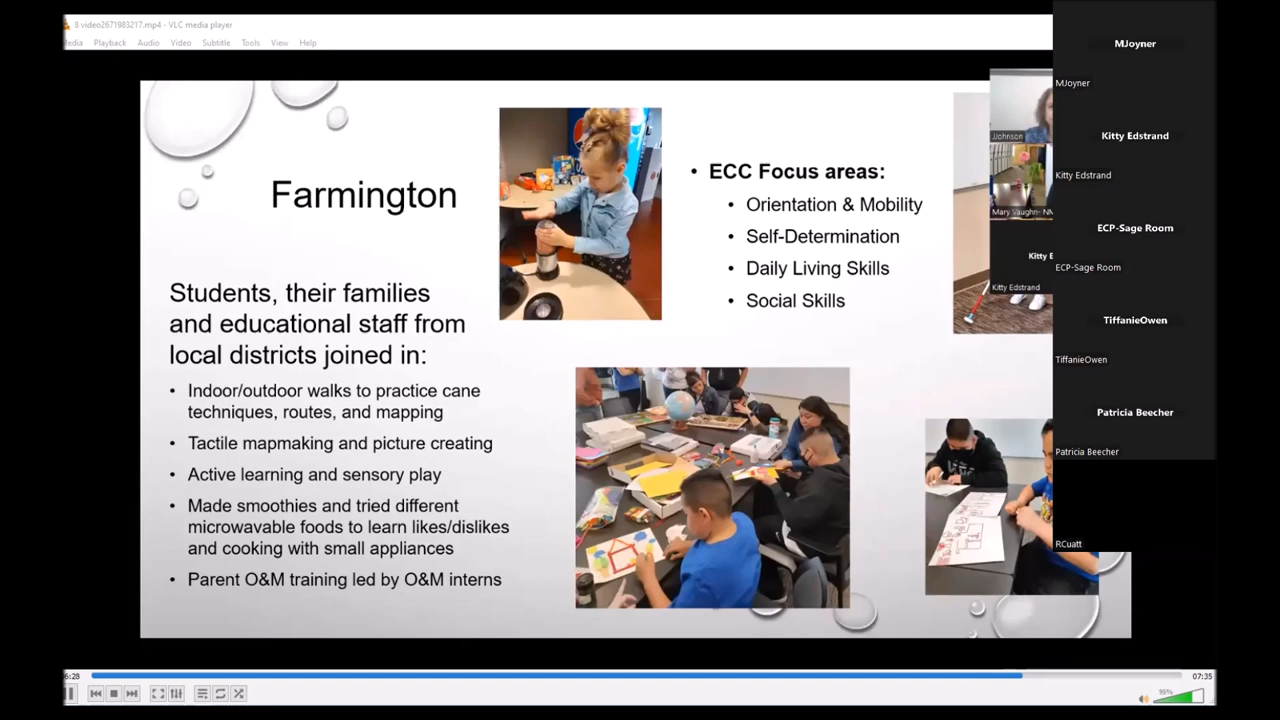 8 video2671983217.mp4 - VLC media player
Media Playback Audio Video Subtitle Tools View Help
Farmington
Students, their families
and educational staff from
local districts joined in:
• Indoor/outdoor walks to practice cane
techniques, routes, and mapping
• Tactile mapmaking and picture creating
• Active learning and sensory play
• Made smoothies and tried different
microwavable foods to learn likes/dislikes
and cooking with small appliances
• Parent O&M training led by O&M interns
• ECC Focus areas:
• Orientation & Mobility
• Self-Determination
• Daily Living Skills
• Social Skills
JJohnson
Mary Vaughn- NM
Kitty E
Kitty Edstrand
MJoyner
MJoyner
Kitty Edstrand
Kitty Edstrand
ECP-Sage Room
ECP-Sage Room
TiffanieOwen
TiffanieOwen
Patricia Beecher
Patricia Beecher
RCuatt
6:28
07:35
95%